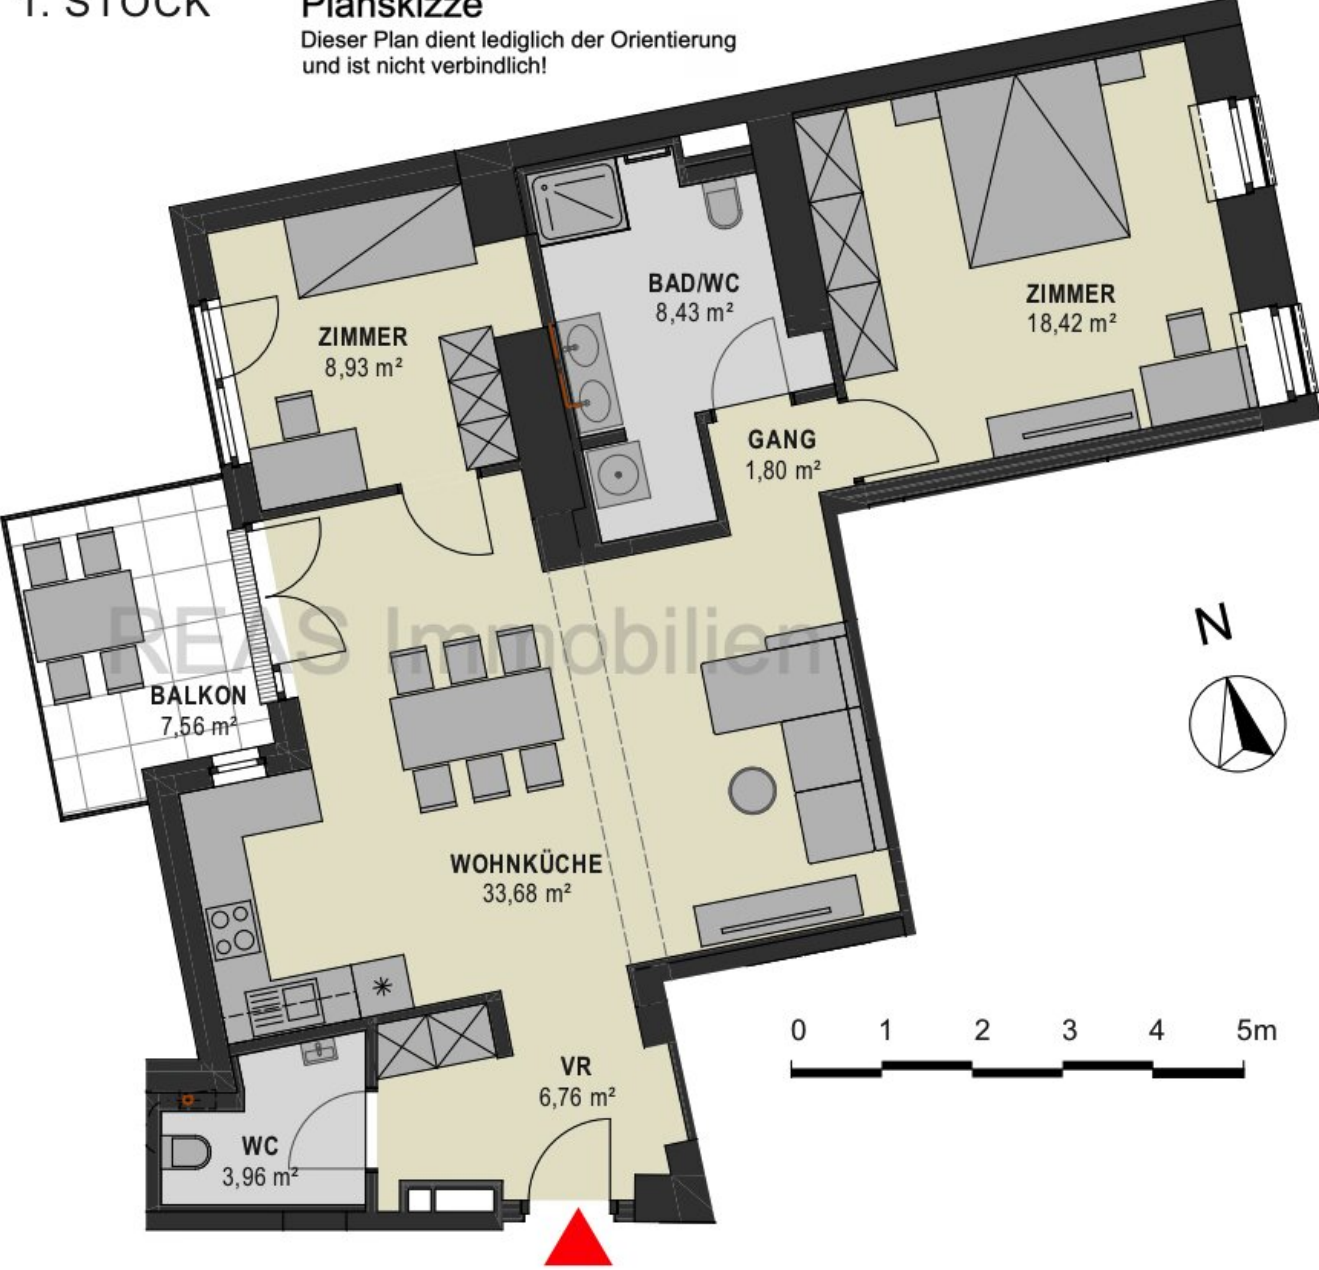 1. STOCK
Planskizze
Dieser Plan dient lediglich der Orientierung
und ist nicht verbindlich!
BAD/WC
8,43 m²
ZIMMER
18,42 m²
ZIMMER
8,93 m²
GANG
1,80 m²
N
REAS Immobilien
BALKON
7,56 m²
WOHNKÜCHE
33,68 m²
0 1 2 3 4 5m
VR
6,76 m²
WC
3,96 m²